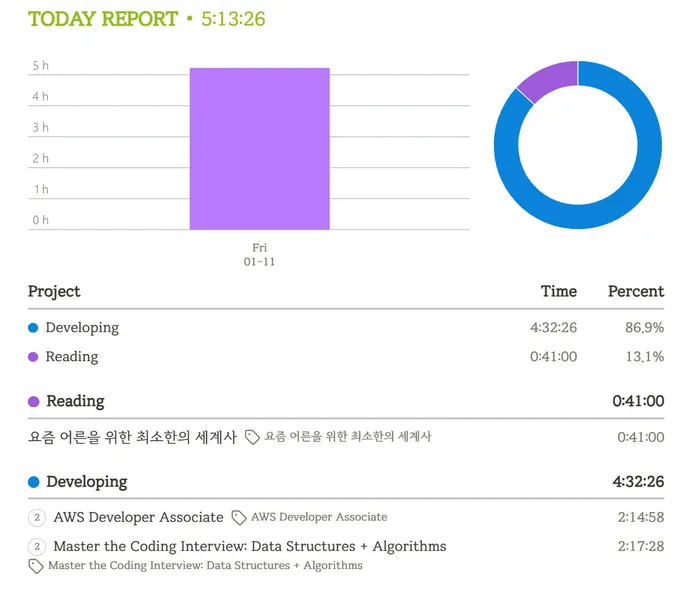 TODAY REPORT • 5:13:26
5 h
4 h
3 h
2 h
1 h
0 h
Fri
01-11
Project Time Percent
Developing 4:32:26 86.9%
Reading 0:41:00 13.1%
Reading 0:41:00
요즘 어른을 위한 최소한의 세계사 요즘 어른을 위한 최소한의 세계사 0:41:00
Developing 4:32:26
2 AWS Developer Associate AWS Developer Associate 2:14:58
2 Master the Coding Interview: Data Structures + Algorithms 2:17:28
Master the Coding Interview: Data Structures + Algorithms